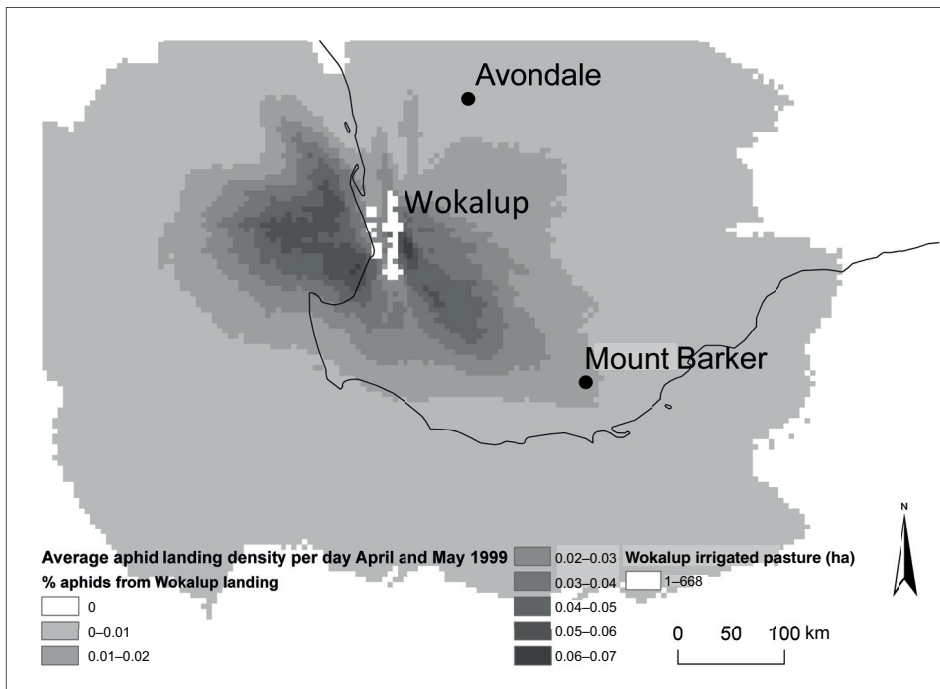 Avondale
Wokalup
Mount Barker
N
Average aphid landing density per day April and May 1999
% aphids from Wokalup landing
0
0–0.01
0.01–0.02
0.02–0.03
0.03–0.04
0.04–0.05
0.05–0.06
0.06–0.07
Wokalup irrigated pasture (ha)
1–668
0 50 100 km